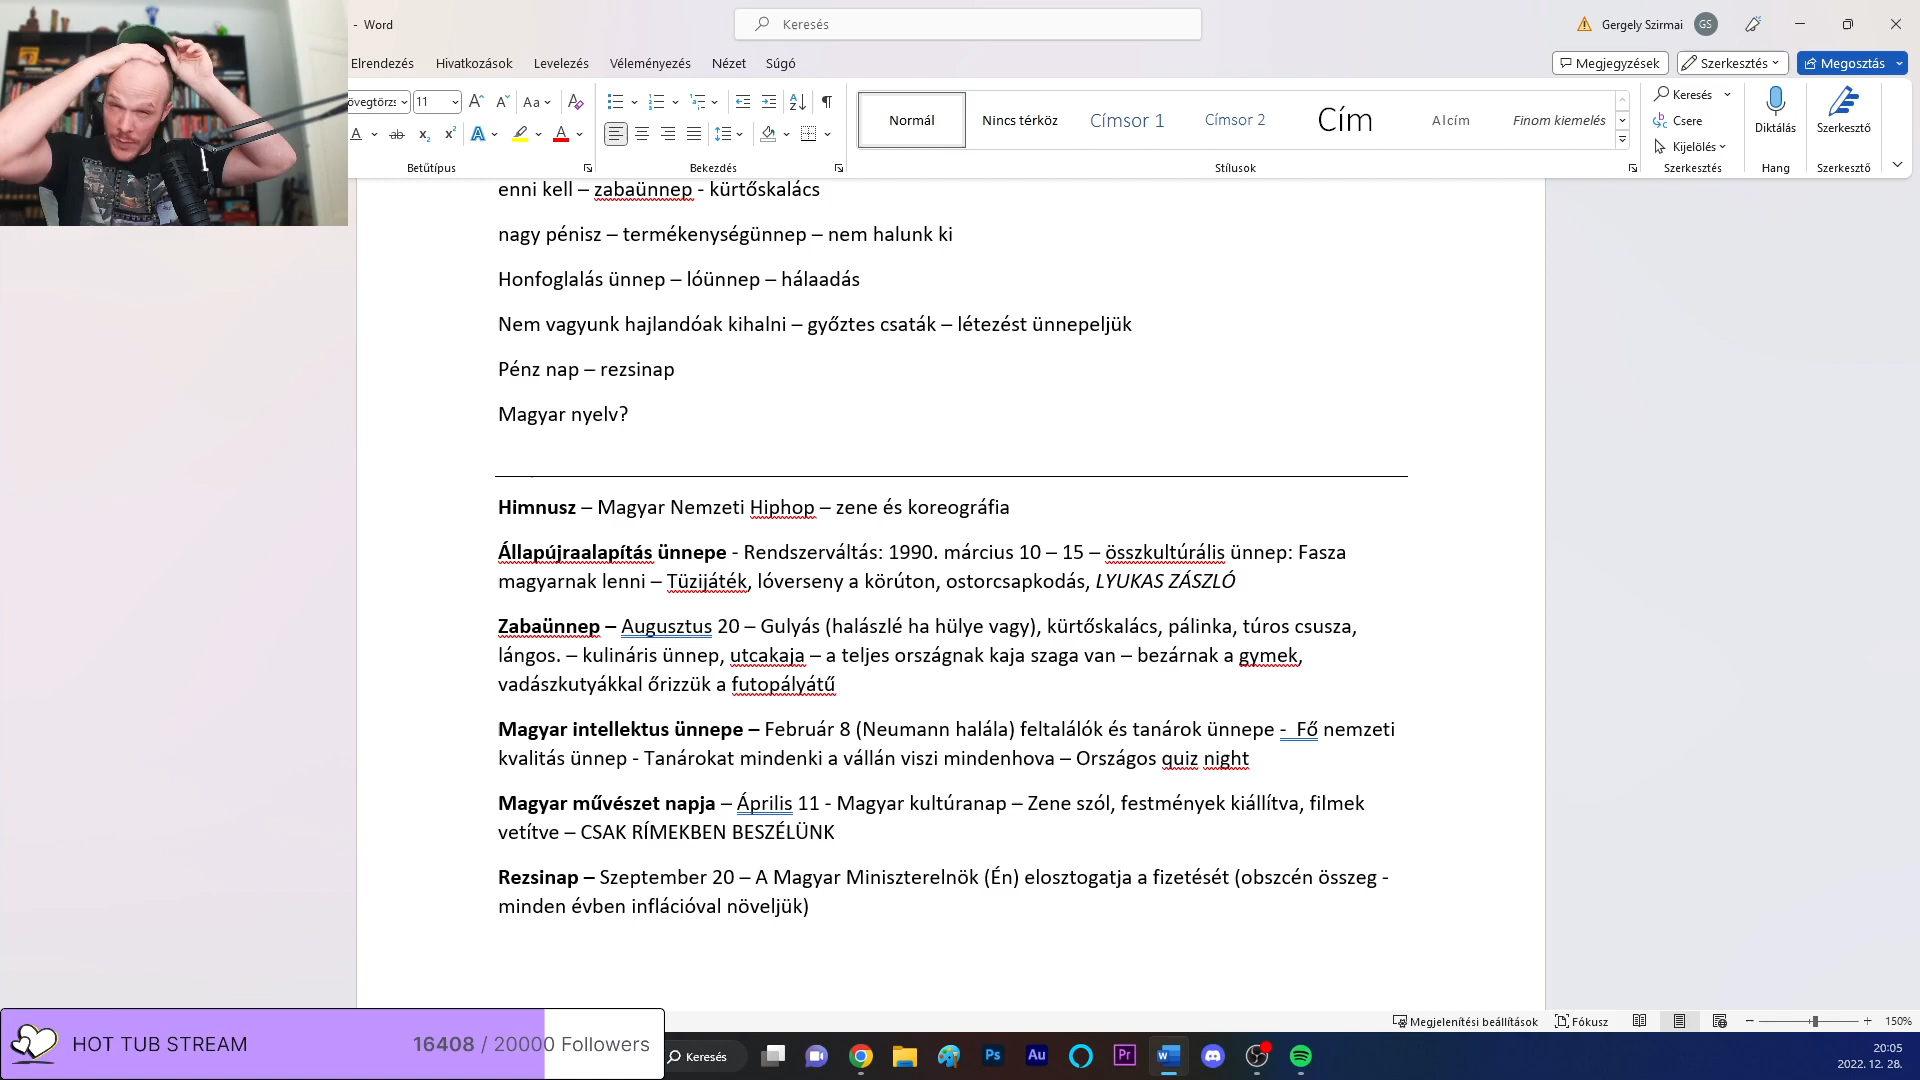 - Word
Keresés
Gergely Szirmai
GS
Elrendezés
Hivatkozások
Levelezés
Véleményezés
Nézet
Súgó
Megjegyzések
Szerkesztés
Megosztás
övegtörzs
11
Aa
Normál
Nincs térköz
Címsor 1
Címsor 2
Cím
Alcím
Finom kiemelés
Keresés
Csere
Kijelölés
Diktálás
Szerkesztő
Betűtípus
Bekezdés
Stílusok
Szerkesztés
Hang
Szerkesztő
enni kell – zabaünnep - kürtőskalács
nagy pénisz – termékenységünnep – nem halunk ki
Honfoglalás ünnep – lóünnep – hálaadás
Nem vagyunk hajlandóak kihalni – győztes csaták – létezést ünnepeljük
Pénz nap – rezsinap
Magyar nyelv?
Himnusz – Magyar Nemzeti Hiphop – zene és koreográfia
Állapújraalapítás ünnepe - Rendszerváltás: 1990. március 10 – 15 – összkultúrális ünnep: Fasza
magyarnak lenni – Tüzijáték, lóverseny a körúton, ostorcsapkodás, LYUKAS ZÁSZLÓ
Zabaünnep – Augusztus 20 – Gulyás (halászlé ha hülye vagy), kürtőskalács, pálinka, túros csusza,
lángos. – kulináris ünnep, utcakaja – a teljes országnak kaja szaga van – bezárnak a gymek,
vadászkutyákkal őrizzük a futopályátű
Magyar intellektus ünnepe – Február 8 (Neumann halála) feltalálók és tanárok ünnepe - Fő nemzeti
kvalitás ünnep - Tanárokat mindenki a vállán viszi mindenhova – Országos quiz night
Magyar művészet napja – Április 11 - Magyar kultúranap – Zene szól, festmények kiállítva, filmek
vetítve – CSAK RÍMEKBEN BESZÉLÜNK
Rezsinap – Szeptember 20 – A Magyar Miniszterelnök (Én) elosztogatja a fizetését (obszcén összeg -
minden évben inflációval növeljük)
Megjelenítési beállítások
Fókusz
150%
HOT TUB STREAM
16408 / 20000 Followers
Keresés
Ps
Au
Pr
W
20:05
2022. 12. 28.